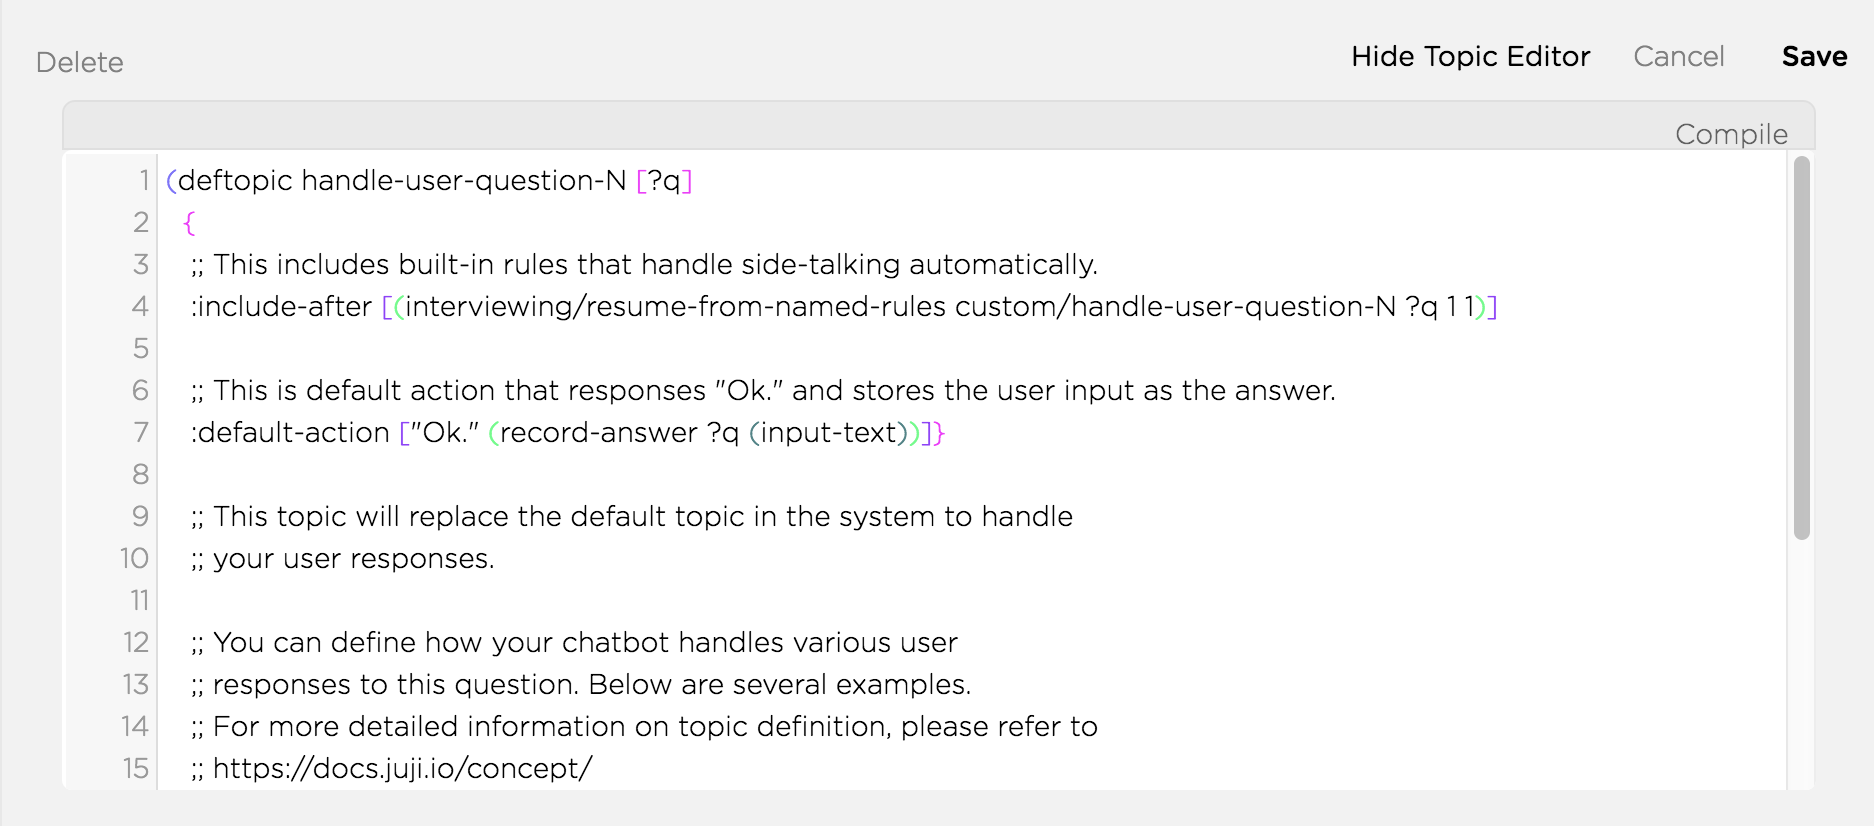 Delete
Hide Topic Editor Cancel Save
Compile
1 (deftopic handle-user-question-N [?q]
2 {
3 ;; This includes built-in rules that handle side-talking automatically.
4 :include-after [(interviewing/resume-from-named-rules custom/handle-user-question-N ?q 1 1)]
5
6 ;; This is default action that responses "Ok." and stores the user input as the answer.
7 :default-action ["Ok." (record-answer ?q (input-text))]}
8
9 ;; This topic will replace the default topic in the system to handle
10 ;; your user responses.
11
12 ;; You can define how your chatbot handles various user
13 ;; responses to this question. Below are several examples.
14 ;; For more detailed information on topic definition, please refer to
15 ;; https://docs.juji.io/concept/